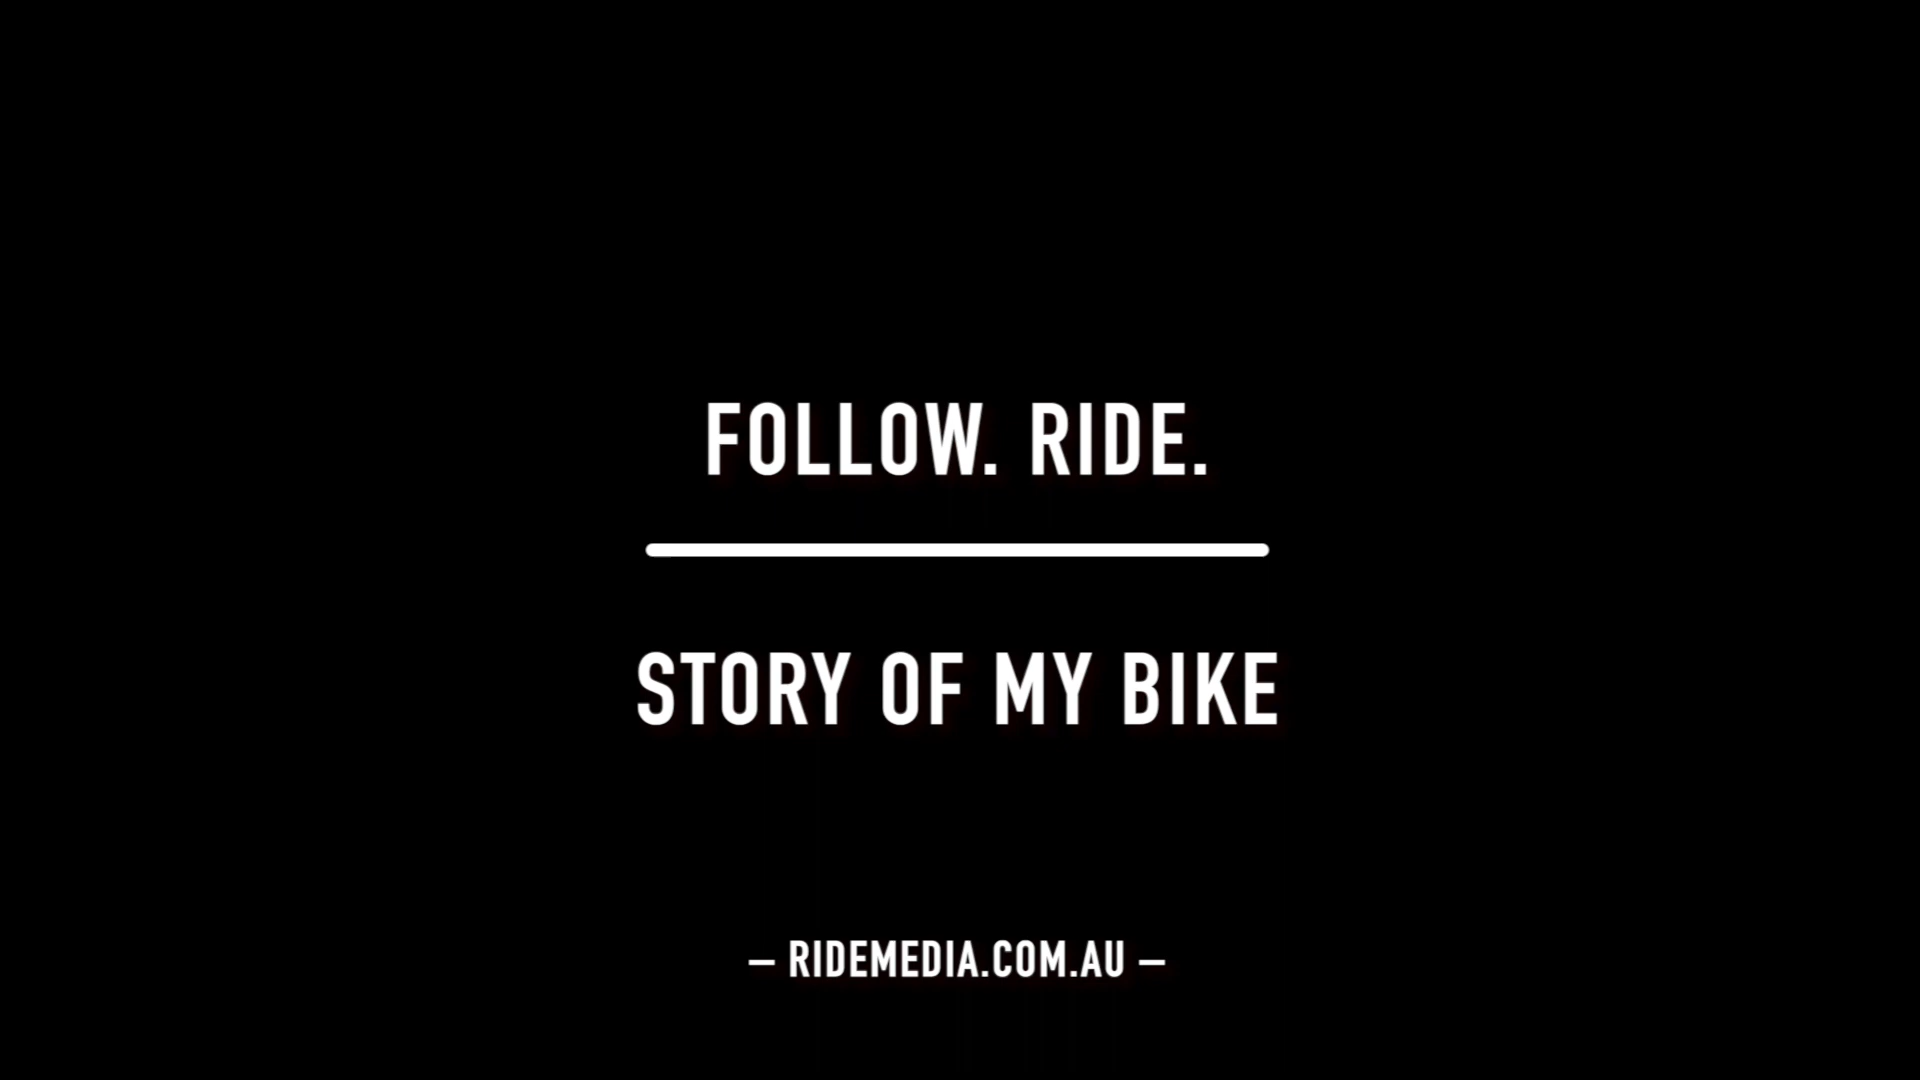 FOLLOW. RIDE.
STORY OF MY BIKE
– RIDEMEDIA.COM.AU –